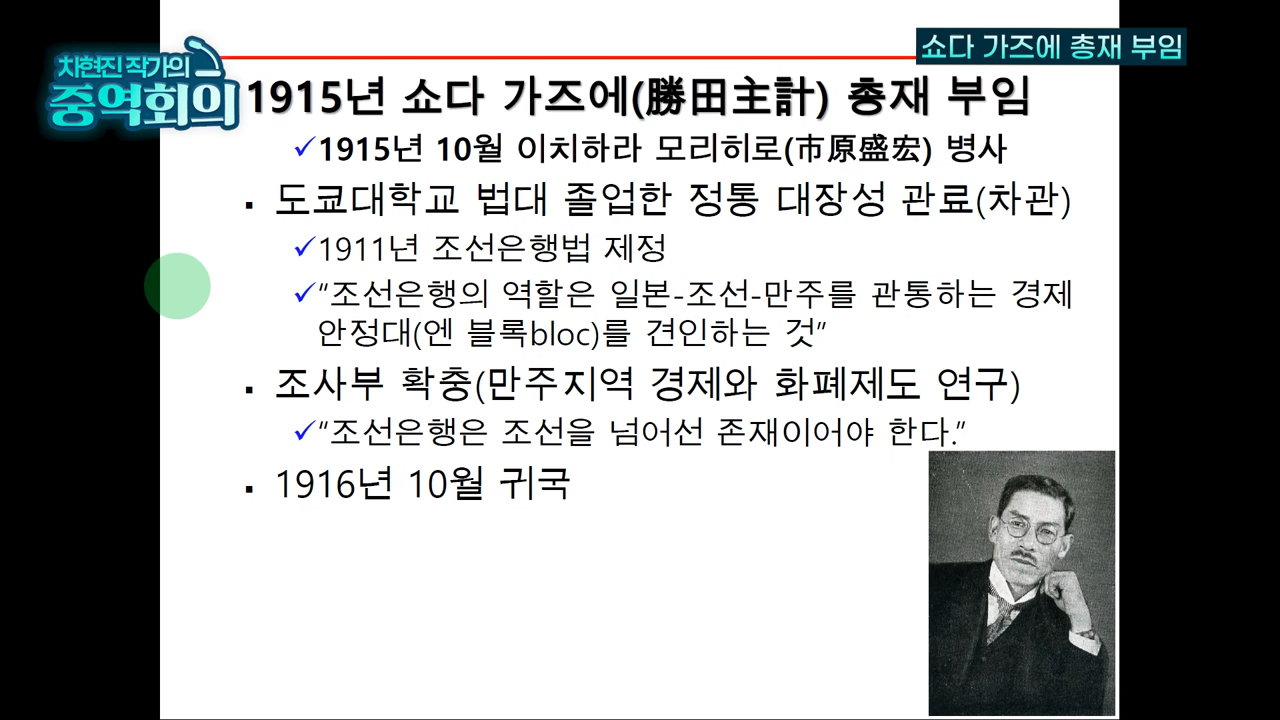 차현진 작가의
중역회의
쇼다 가즈에 총재 부임
1915년 쇼다 가즈에(勝田主計) 총재 부임
✓1915년 10월 이치하라 모리히로(市原盛宏) 병사
▪ 도쿄대학교 법대 졸업한 정통 대장성 관료(차관)
✓1911년 조선은행법 제정
✓"조선은행의 역할은 일본-조선-만주를 관통하는 경제
안정대(엔 블록bloc)를 견인하는 것"
▪ 조사부 확충(만주지역 경제와 화폐제도 연구)
✓"조선은행은 조선을 넘어선 존재이어야 한다."
▪ 1916년 10월 귀국